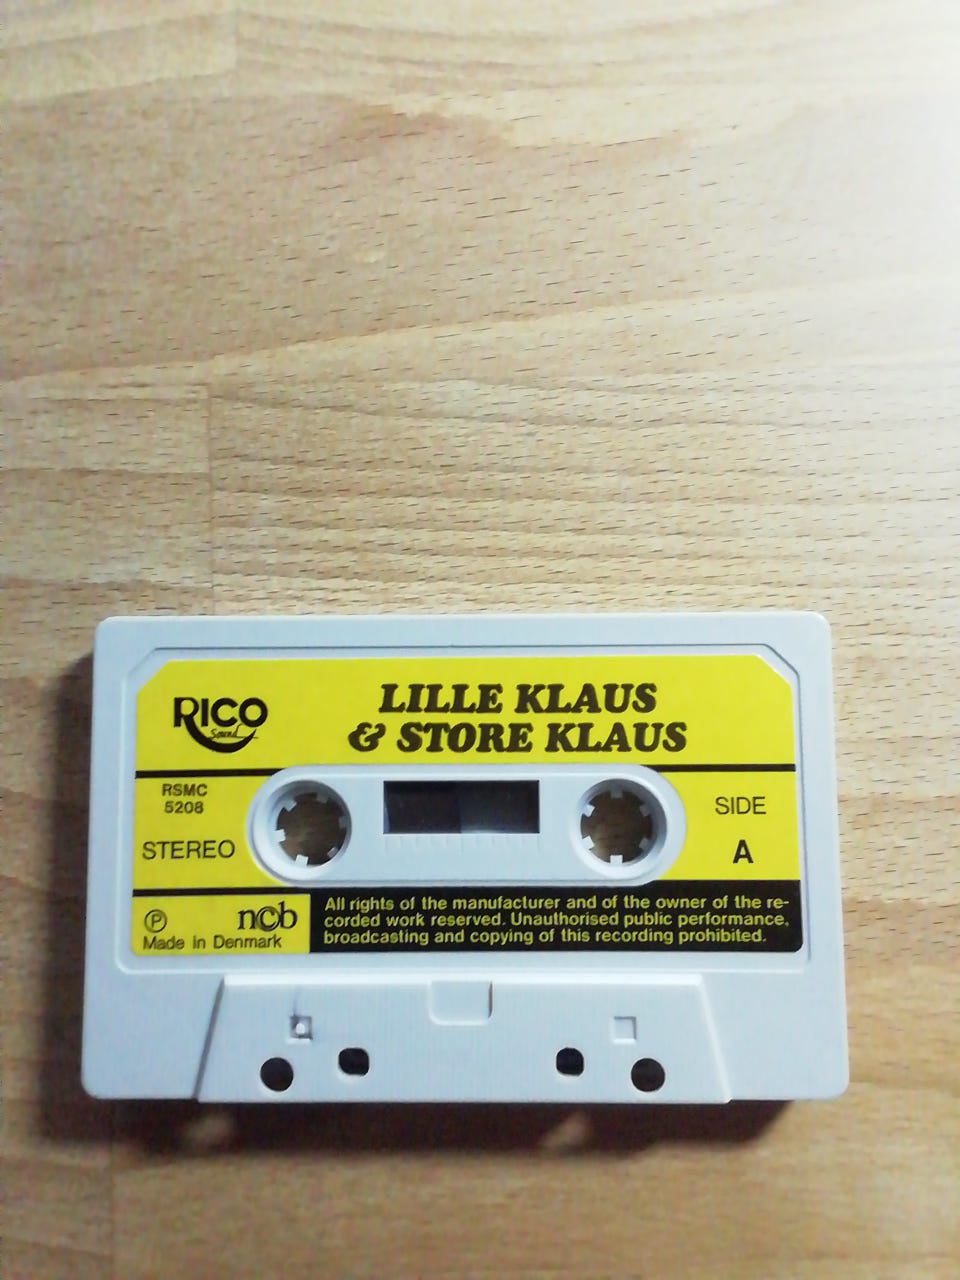 RICO
Sound
LILLE KLAUS
& STORE KLAUS
RSMC
5208
STEREO
SIDE
A
℗
ncb
Made in Denmark
All rights of the manufacturer and of the owner of the re-
corded work reserved. Unauthorised public performance,
broadcasting and copying of this recording prohibited.